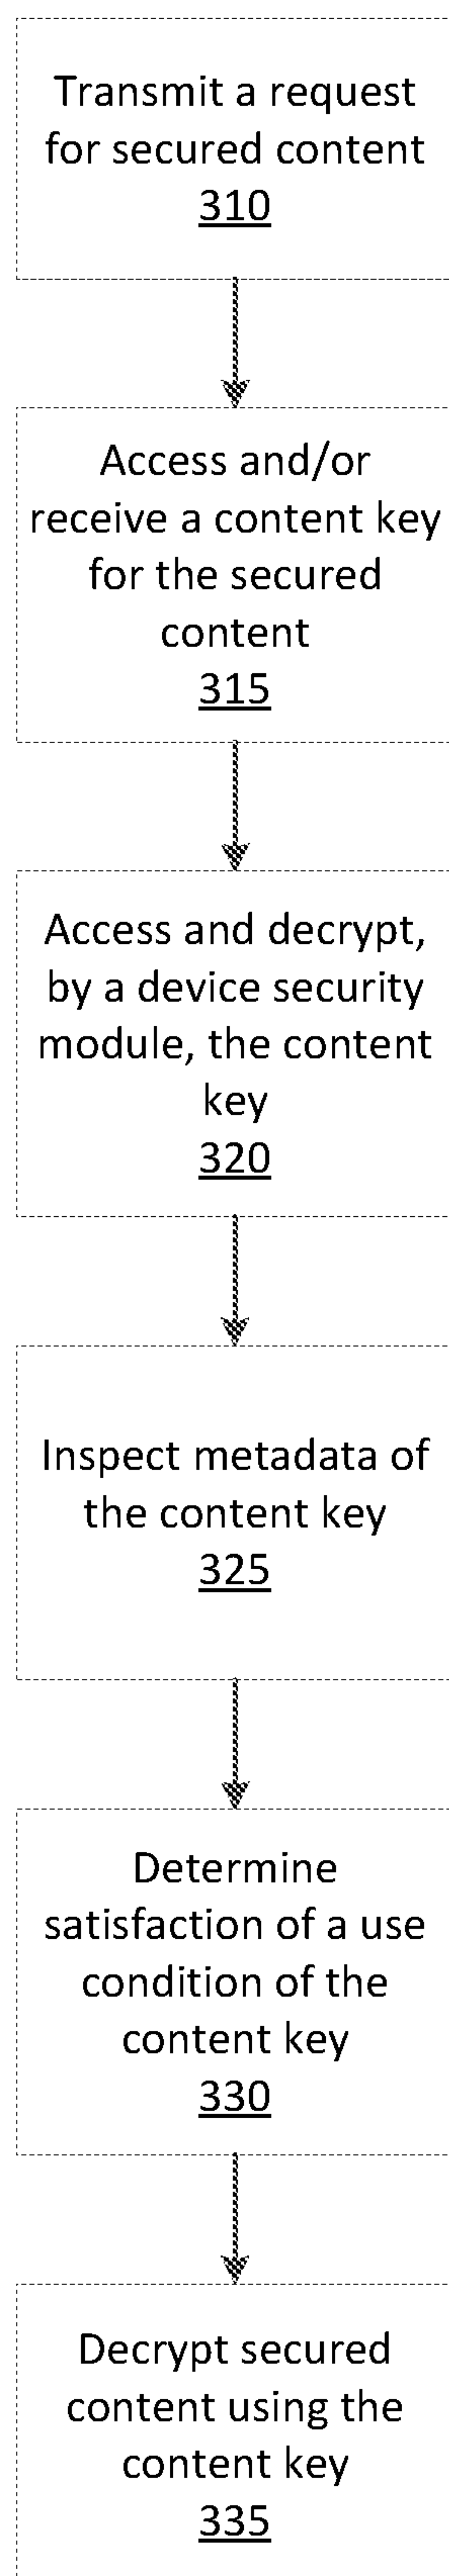 Transmit a request
for secured content
310
Access and/or
receive a content key
for the secured
content
315
Access and decrypt,
by a device security
module, the content
key
320
Inspect metadata of
the content key
325
Determine
satisfaction of a use
condition of the
content key
330
Decrypt secured
content using the
content key
335